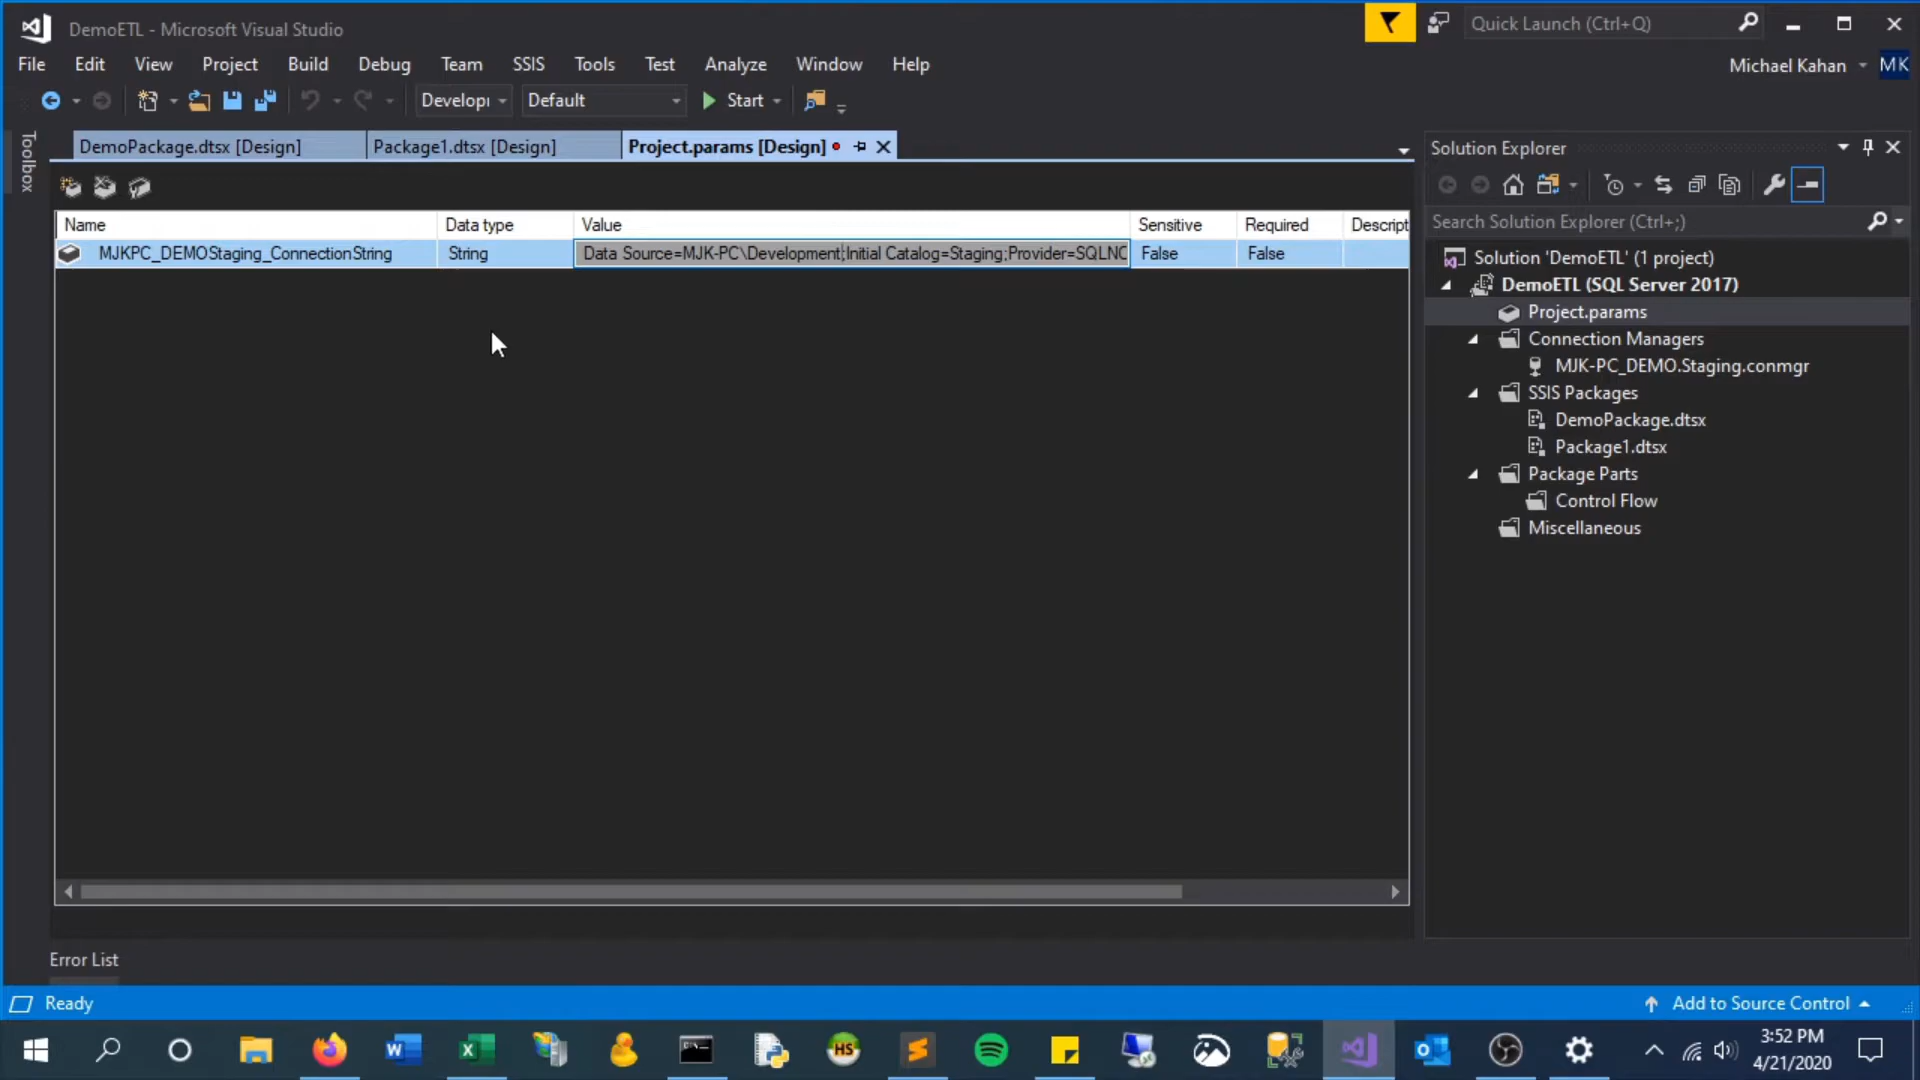 DemoETL - Microsoft Visual Studio
Quick Launch (Ctrl+Q)
File Edit View Project Build Debug Team SSIS Tools Test Analyze Window Help
Michael Kahan MK
Developı Default Start
Toolbox
DemoPackage.dtsx [Design] Package1.dtsx [Design] Project.params [Design]
Solution Explorer
Name Data type Value Sensitive Required Descript
Search Solution Explorer (Ctrl+;)
MJKPC_DEMOStaging_ConnectionString String Data Source=MJK-PC\Development;Initial Catalog=Staging;Provider=SQLNC False False
Solution 'DemoETL' (1 project)
DemoETL (SQL Server 2017)
Project.params
Connection Managers
MJK-PC_DEMO.Staging.conmgr
SSIS Packages
DemoPackage.dtsx
Package1.dtsx
Package Parts
Control Flow
Miscellaneous
Error List
Ready
Add to Source Control
HS
3:52 PM
4/21/2020